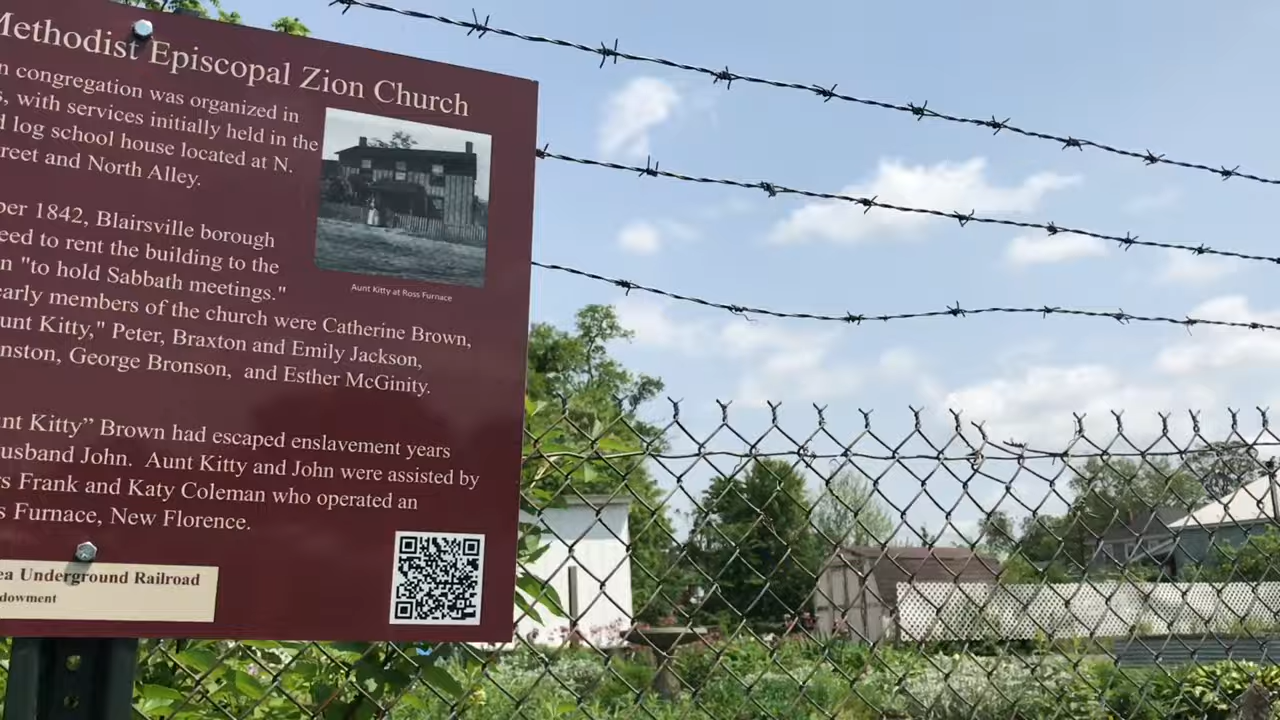 Methodist Episcopal Zion Church
n congregation was organized in
s, with services initially held in the
d log school house located at N.
reet and North Alley.
ber 1842, Blairsville borough
eed to rent the building to the
n "to hold Sabbath meetings."
early members of the church were Catherine Brown,
unt Kitty," Peter, Braxton and Emily Jackson,
nston, George Bronson, and Esther McGinity.
Aunt Kitty at Ross Furnace
nt Kitty” Brown had escaped enslavement years
usband John. Aunt Kitty and John were assisted by
rs Frank and Katy Coleman who operated an
s Furnace, New Florence.
ea Underground Railroad
dowment